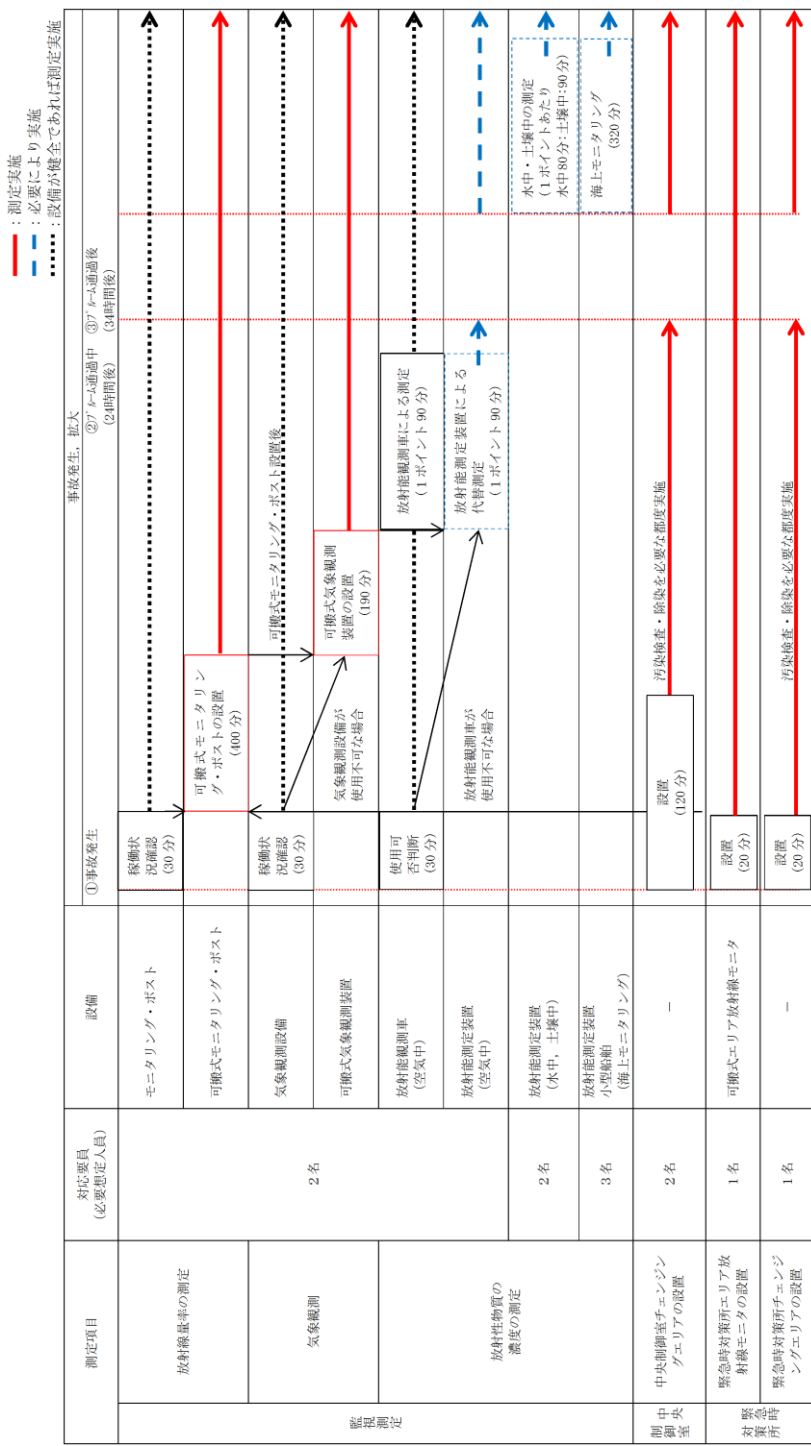 ：測定実施
：必要により実施
：設備が健全であれば測定実施
測定項目
対応要員
(必要想定人員)
設備
事故発生，拡大
①事故発生
②ﾌﾟﾙｰﾑ通過中
(24時間後)
③ﾌﾟﾙｰﾑ通過後
(34時間後)
監視測定
放射線量率の測定
2名
モニタリング・ポスト
稼働状
況確認
(30分)
可搬式モニタリング・ポスト
可搬式モニタリン
グ・ポストの設置
(400分)
気象観測
気象観測設備
稼働状
況確認
(30分)
可搬式モニタリング・ポスト設置後
可搬式気象観測装置
気象観測設備が
使用不可な場合
可搬式気象観測
装置の設置
(190分)
放射性物質の
濃度の測定
放射能観測車
(空気中)
使用可
否判断
(30分)
放射能観測車による測定
(1ポイント90分)
放射能測定装置
(空気中)
放射能観測車が
使用不可な場合
放射能測定装置による
代替測定
(1ポイント90分)
2名
放射能測定装置
(水中，土壌中)
水中・土壌中の測定
(1ポイントあたり
水中80分：土壌中：90分)
3名
放射能測定装置
小型船舶
(海上モニタリング)
海上モニタリング
(320分)
中央
制御室
中央制御室チェンジン
グエリアの設置
2名
－
設置
(120分)
汚染検査・除染を必要な都度実施
緊急時
対策所
緊急時対策所エリア放
射線モニタの設置
1名
可搬式エリア放射線モニタ
設置
(20分)
緊急時対策所チェンジ
ングエリアの設置
1名
－
設置
(20分)
汚染検査・除染を必要な都度実施